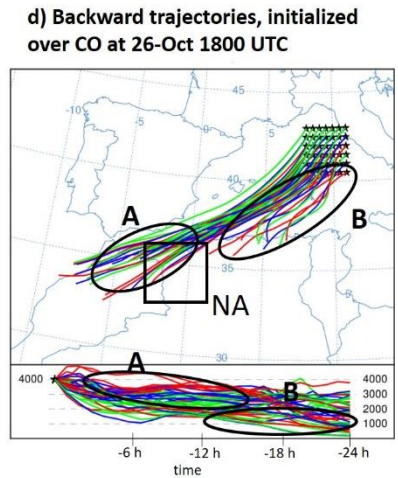 d) Backward trajectories, initialized
over CO at 26-Oct 1800 UTC
45
-10
-5
0
5
40
A
B
35
NA
5
30
A
4000
B
4000
3000
2000
1000
-6 h
-12 h
-18 h
-24 h
time